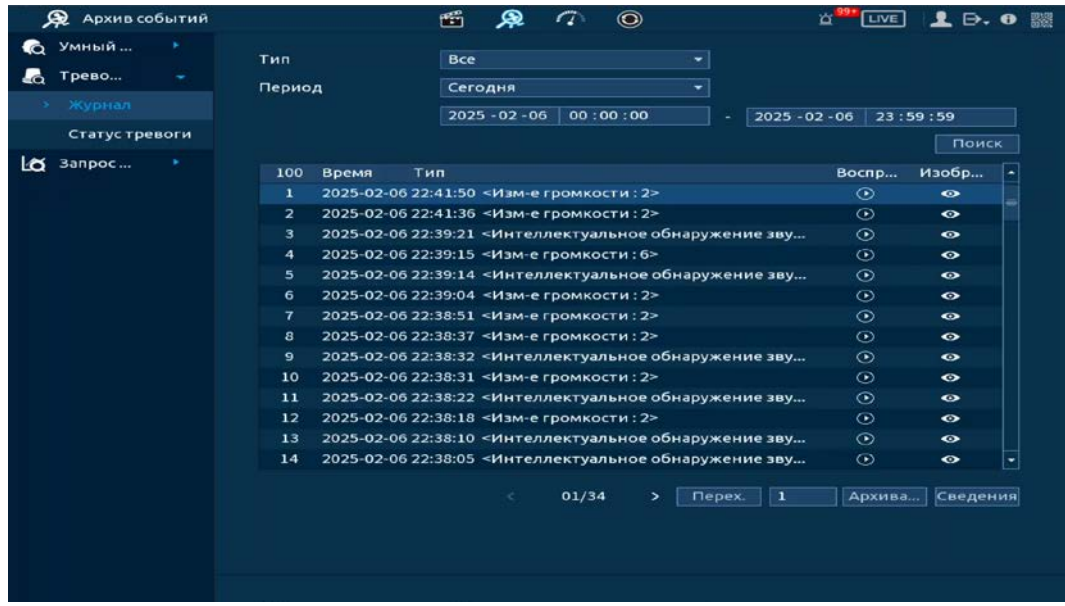 Архив событий
99+
LIVE
Умный ...
Трево...
Журнал
Статус тревоги
Запрос ...
Тип Все
Период Сегодня
2025 - 02 - 06 00 : 00 : 00 - 2025 - 02 - 06 23 : 59 : 59
Поиск
100 Время Тип Воспр... Изобр...
1 2025-02-06 22:41:50 <Изм-е громкости : 2>
2 2025-02-06 22:41:36 <Изм-е громкости : 2>
3 2025-02-06 22:39:21 <Интеллектуальное обнаружение зву...
4 2025-02-06 22:39:15 <Изм-е громкости : 6>
5 2025-02-06 22:39:14 <Интеллектуальное обнаружение зву...
6 2025-02-06 22:39:04 <Изм-е громкости : 2>
7 2025-02-06 22:38:51 <Изм-е громкости : 2>
8 2025-02-06 22:38:37 <Изм-е громкости : 2>
9 2025-02-06 22:38:32 <Интеллектуальное обнаружение зву...
10 2025-02-06 22:38:31 <Изм-е громкости : 2>
11 2025-02-06 22:38:22 <Интеллектуальное обнаружение зву...
12 2025-02-06 22:38:18 <Изм-е громкости : 2>
13 2025-02-06 22:38:10 <Интеллектуальное обнаружение зву...
14 2025-02-06 22:38:05 <Интеллектуальное обнаружение зву...
< 01/34 > Перех. 1 Архива... Сведения